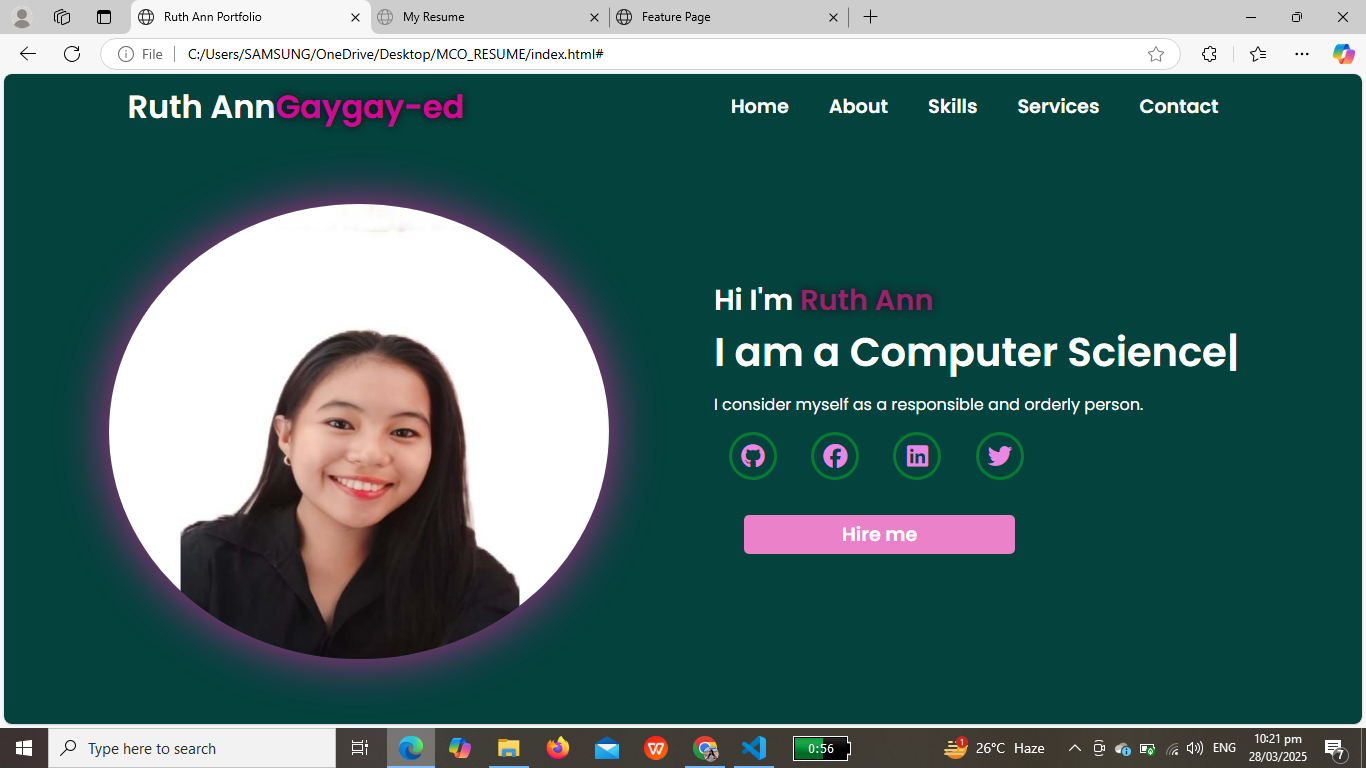 Ruth Ann Portfolio
My Resume
Feature Page
File
C:/Users/SAMSUNG/OneDrive/Desktop/MCO_RESUME/index.html#
Ruth AnnGaygay-ed
Home About Skills Services Contact
Hi I'm Ruth Ann
I am a Computer Science|
I consider myself as a responsible and orderly person.
in
Hire me
Type here to search
W
0:56
1
26°C Haze
ENG
10:21 pm
28/03/2025
7